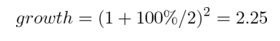 growth = (1 + 100%/2)² = 2.25